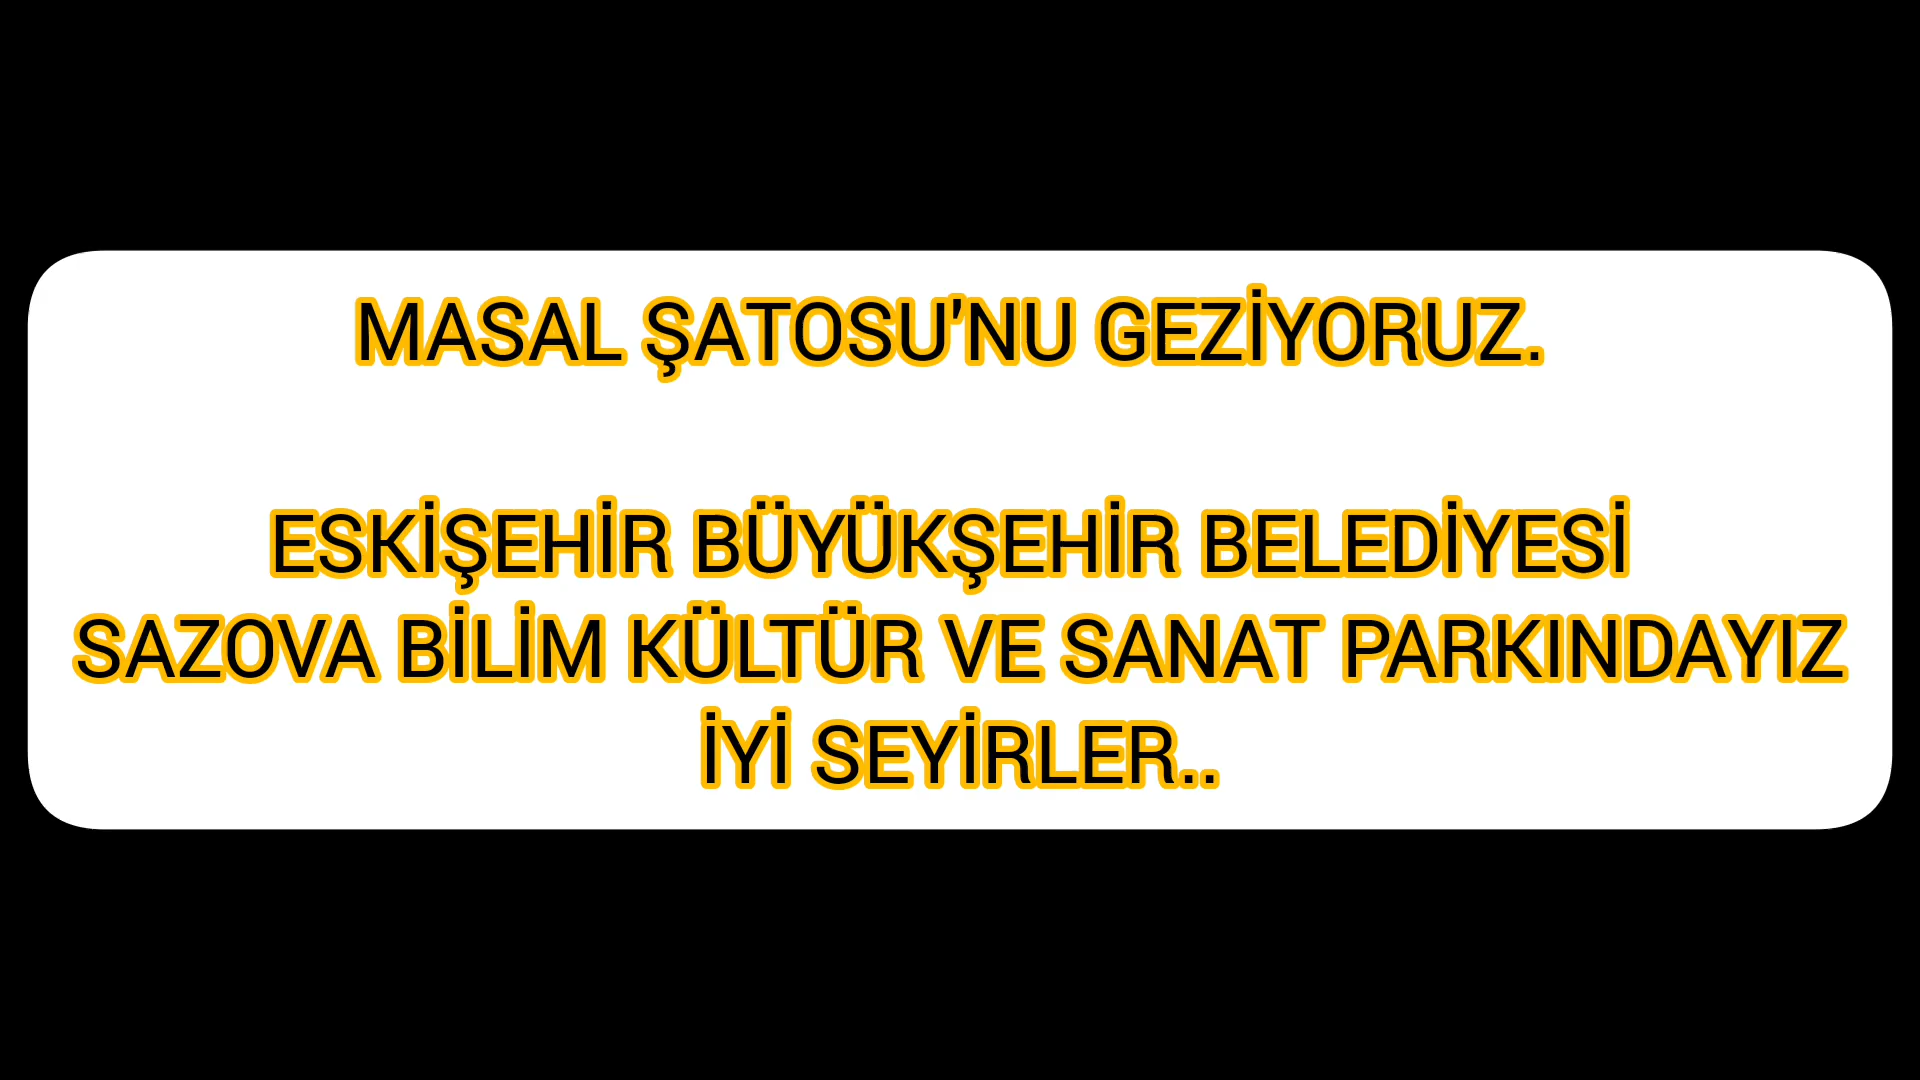 MASAL ŞATOSU'NU GEZİYORUZ.
ESKİŞEHİR BÜYÜKŞEHİR BELEDİYESİ
SAZOVA BİLİM KÜLTÜR VE SANAT PARKINDAYIZ
İYİ SEYİRLER..